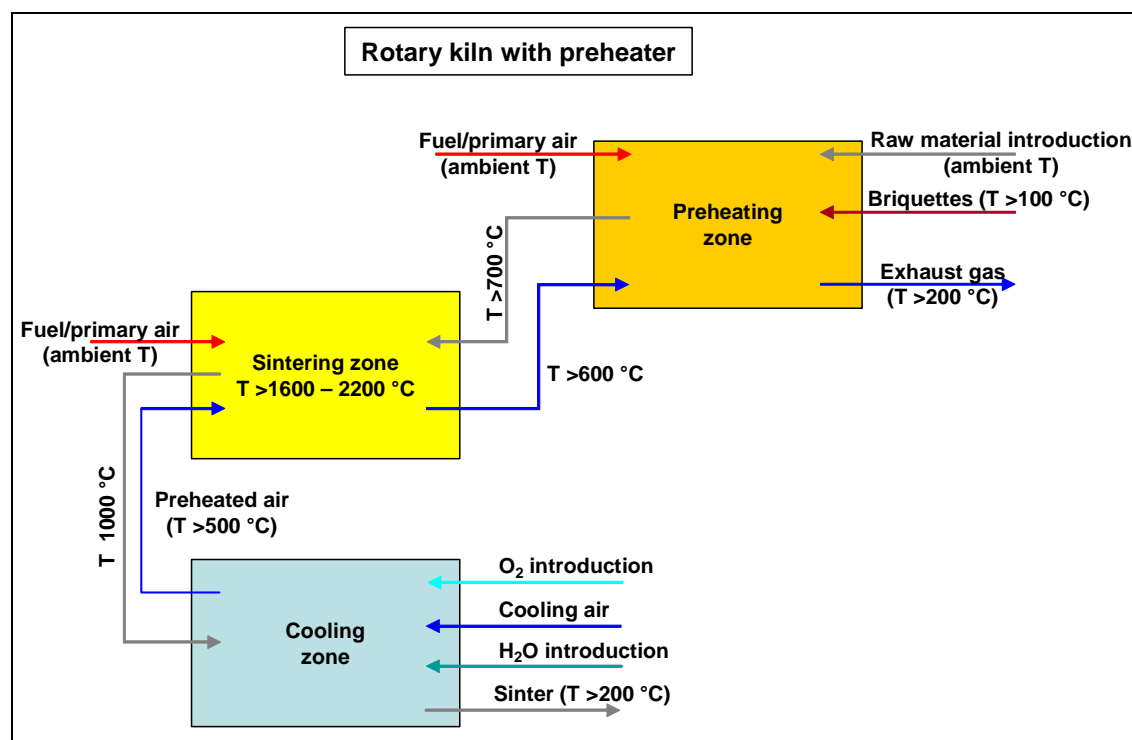 Rotary kiln with preheater
Fuel/primary air
(ambient T)
Raw material introduction
(ambient T)
Briquettes (T >100 °C)
Preheating
zone
Exhaust gas
(T >200 °C)
T >700 °C
Fuel/primary air
(ambient T)
Sintering zone
T >1600 – 2200 °C
T >600 °C
T 1000 °C
Preheated air
(T >500 °C)
O₂ introduction
Cooling air
Cooling
zone
H₂O introduction
Sinter (T >200 °C)